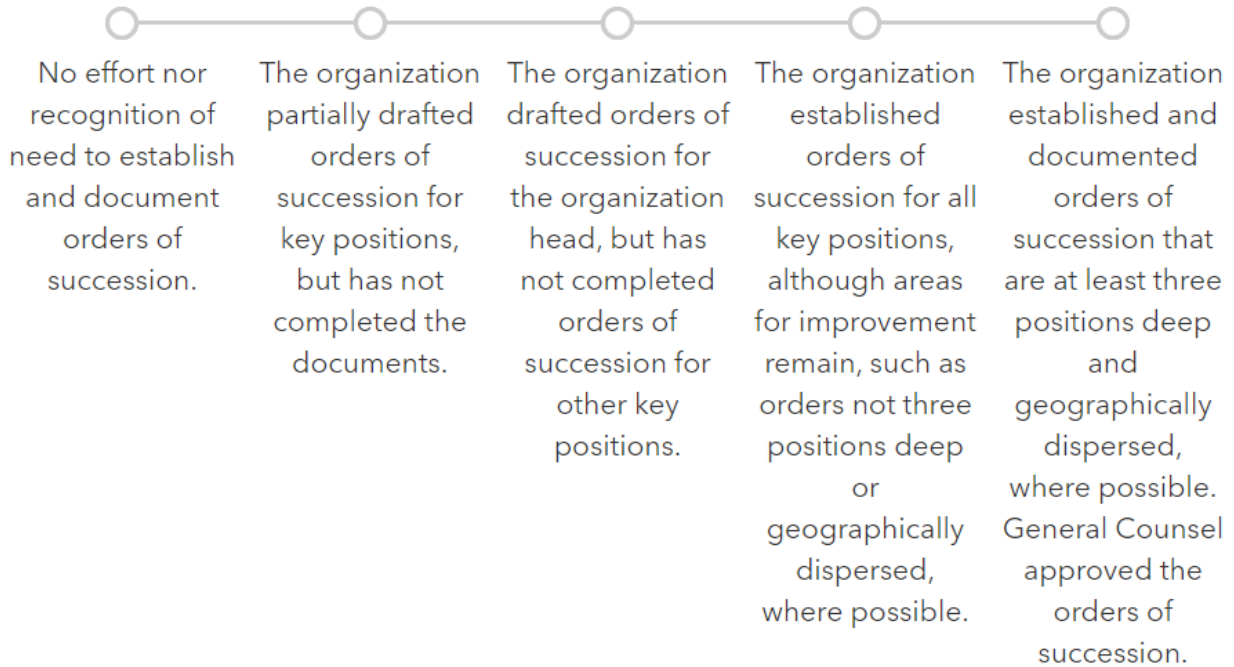 No effort nor
recognition of
need to establish
and document
orders of
succession.
The organization
partially drafted
orders of
succession for
key positions,
but has not
completed the
documents.
The organization
drafted orders of
succession for
the organization
head, but has
not completed
orders of
succession for
other key
positions.
The organization
established
orders of
succession for all
key positions,
although areas
for improvement
remain, such as
orders not three
positions deep
or
geographically
dispersed,
where possible.
The organization
established and
documented
orders of
succession that
are at least three
positions deep
and
geographically
dispersed,
where possible.
General Counsel
approved the
orders of
succession.